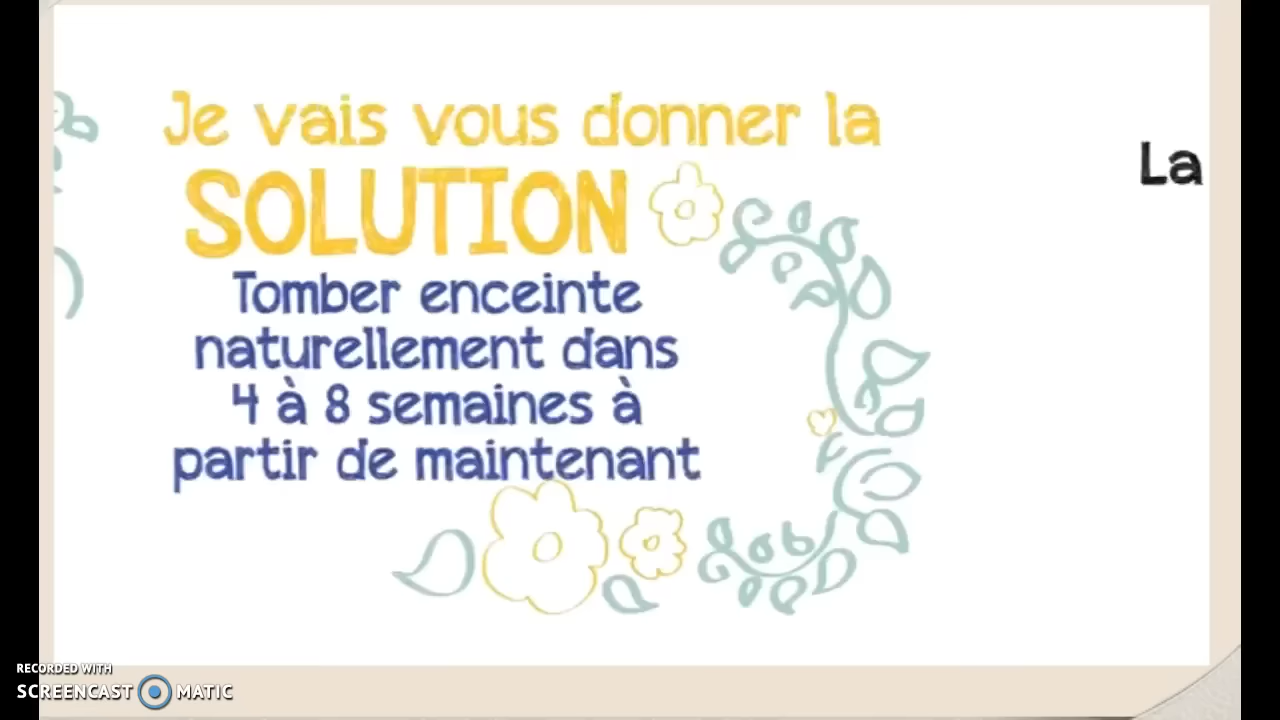 Je vais vous donner la
SOLUTION
Tomber enceinte
naturellement dans
4 à 8 semaines à
partir de maintenant
La
RECORDED WITH
SCREENCAST MATIC